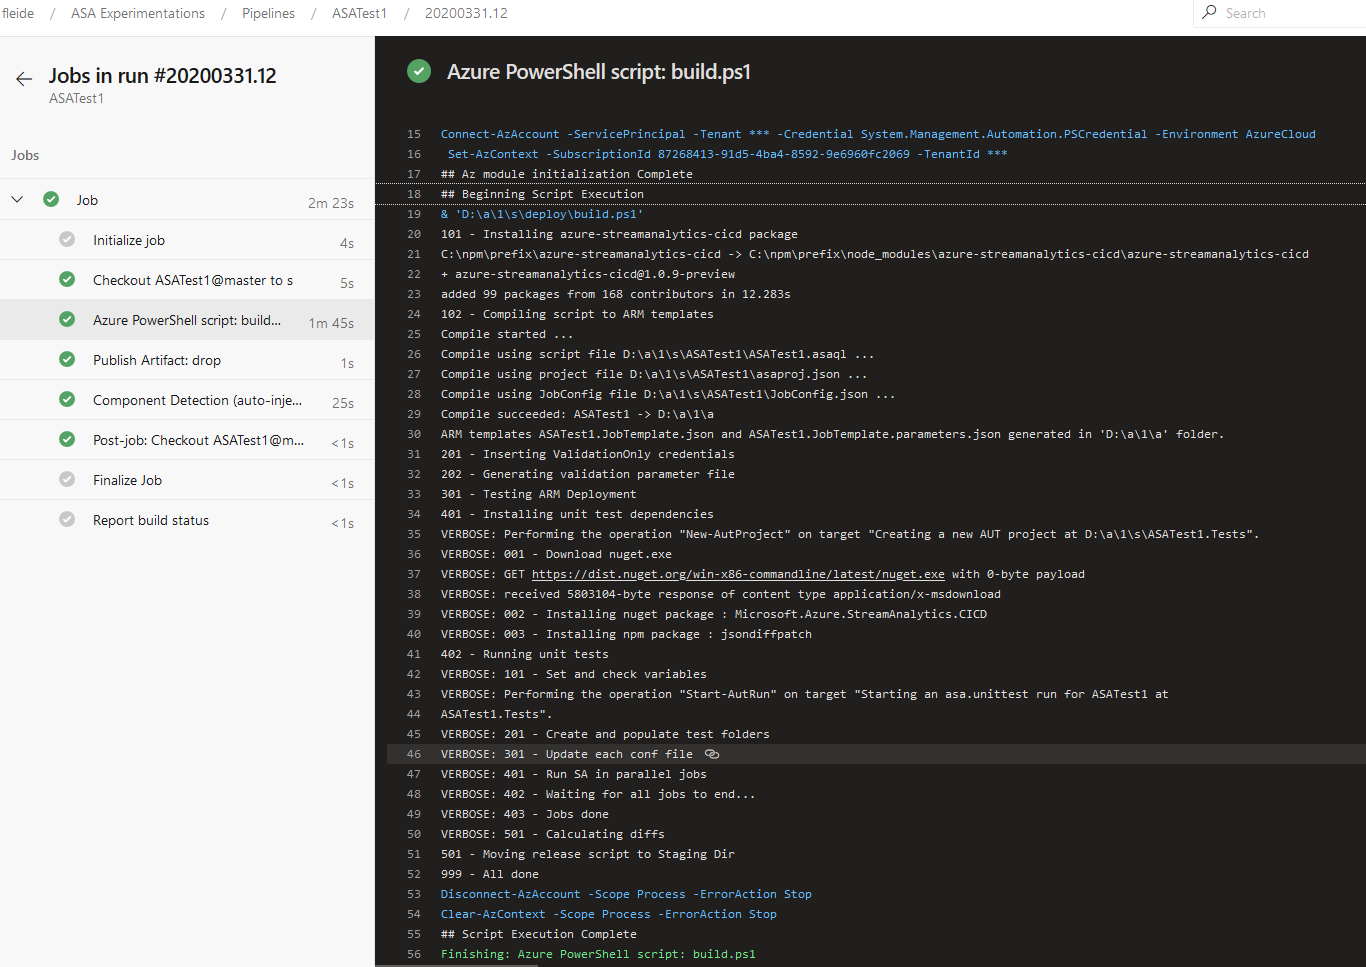 fleide / ASA Experimentations / Pipelines / ASATest1 / 20200331.12
Search
Jobs in run #20200331.12
ASATest1
Jobs
Job 2m 23s
Initialize job 4s
Checkout ASATest1@master to s 5s
Azure PowerShell script: build... 1m 45s
Publish Artifact: drop 1s
Component Detection (auto-inje... 25s
Post-job: Checkout ASATest1@m... <1s
Finalize Job <1s
Report build status <1s
Azure PowerShell script: build.ps1
15 Connect-AzAccount -ServicePrincipal -Tenant *** -Credential System.Management.Automation.PSCredential -Environment AzureCloud
16 Set-AzContext -SubscriptionId 87268413-91d5-4ba4-8592-9e6960fc2069 -TenantId ***
17 ## Az module initialization Complete
18 ## Beginning Script Execution
19 & 'D:\a\1\s\deploy\build.ps1'
20 101 - Installing azure-streamanalytics-cicd package
21 C:\npm\prefix\azure-streamanalytics-cicd -> C:\npm\prefix\node_modules\azure-streamanalytics-cicd\azure-streamanalytics-cicd
22 + azure-streamanalytics-cicd@1.0.9-preview
23 added 99 packages from 168 contributors in 12.283s
24 102 - Compiling script to ARM templates
25 Compile started ...
26 Compile using script file D:\a\1\s\ASATest1\ASATest1.asaql ...
27 Compile using project file D:\a\1\s\ASATest1\asaproj.json ...
28 Compile using JobConfig file D:\a\1\s\ASATest1\JobConfig.json ...
29 Compile succeeded: ASATest1 -> D:\a\1\a
30 ARM templates ASATest1.JobTemplate.json and ASATest1.JobTemplate.parameters.json generated in 'D:\a\1\a' folder.
31 201 - Inserting ValidationOnly credentials
32 202 - Generating validation parameter file
33 301 - Testing ARM Deployment
34 401 - Installing unit test dependencies
35 VERBOSE: Performing the operation "New-AutProject" on target "Creating a new AUT project at D:\a\1\s\ASATest1.Tests".
36 VERBOSE: 001 - Download nuget.exe
37 VERBOSE: GET https://dist.nuget.org/win-x86-commandline/latest/nuget.exe with 0-byte payload
38 VERBOSE: received 5803104-byte response of content type application/x-msdownload
39 VERBOSE: 002 - Installing nuget package : Microsoft.Azure.StreamAnalytics.CICD
40 VERBOSE: 003 - Installing npm package : jsondiffpatch
41 402 - Running unit tests
42 VERBOSE: 101 - Set and check variables
43 VERBOSE: Performing the operation "Start-AutRun" on target "Starting an asa.unittest run for ASATest1 at
44 ASATest1.Tests".
45 VERBOSE: 201 - Create and populate test folders
46 VERBOSE: 301 - Update each conf file
47 VERBOSE: 401 - Run SA in parallel jobs
48 VERBOSE: 402 - Waiting for all jobs to end...
49 VERBOSE: 403 - Jobs done
50 VERBOSE: 501 - Calculating diffs
51 501 - Moving release script to Staging Dir
52 999 - All done
53 Disconnect-AzAccount -Scope Process -ErrorAction Stop
54 Clear-AzContext -Scope Process -ErrorAction Stop
55 ## Script Execution Complete
56 Finishing: Azure PowerShell script: build.ps1